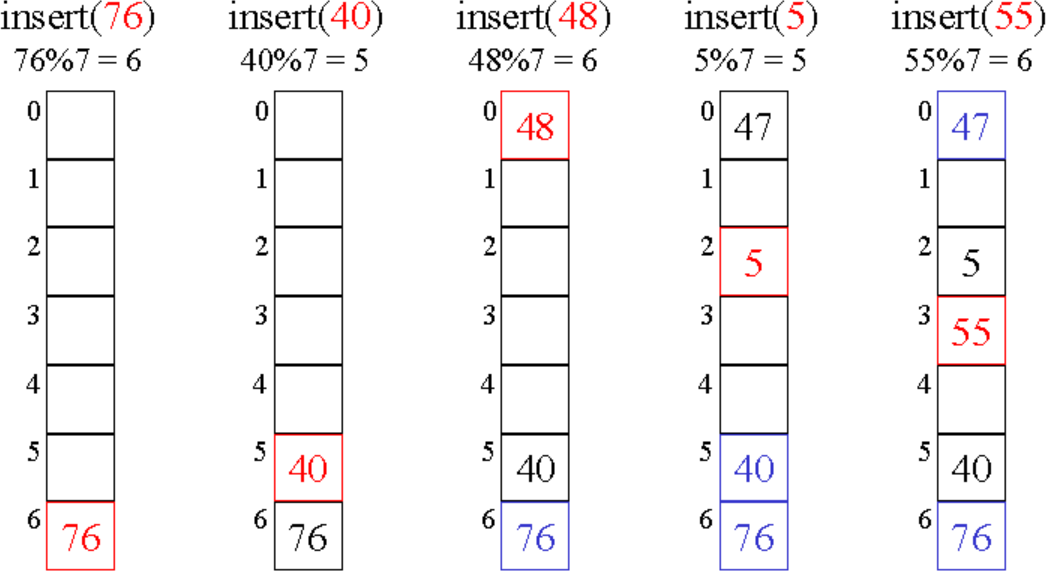 insert(76) insert(40) insert(48) insert(5) insert(55)
76%7 = 6 40%7 = 5 48%7 = 6 5%7 = 5 55%7 = 6
0 0 0 48 0 47 0 47
1 1 1 1 1
2 2 2 2 5 2 5
3 3 3 3 3 55
4 4 4 4 4
5 5 40 5 40 5 40 5 40
6 76 6 76 6 76 6 76 6 76